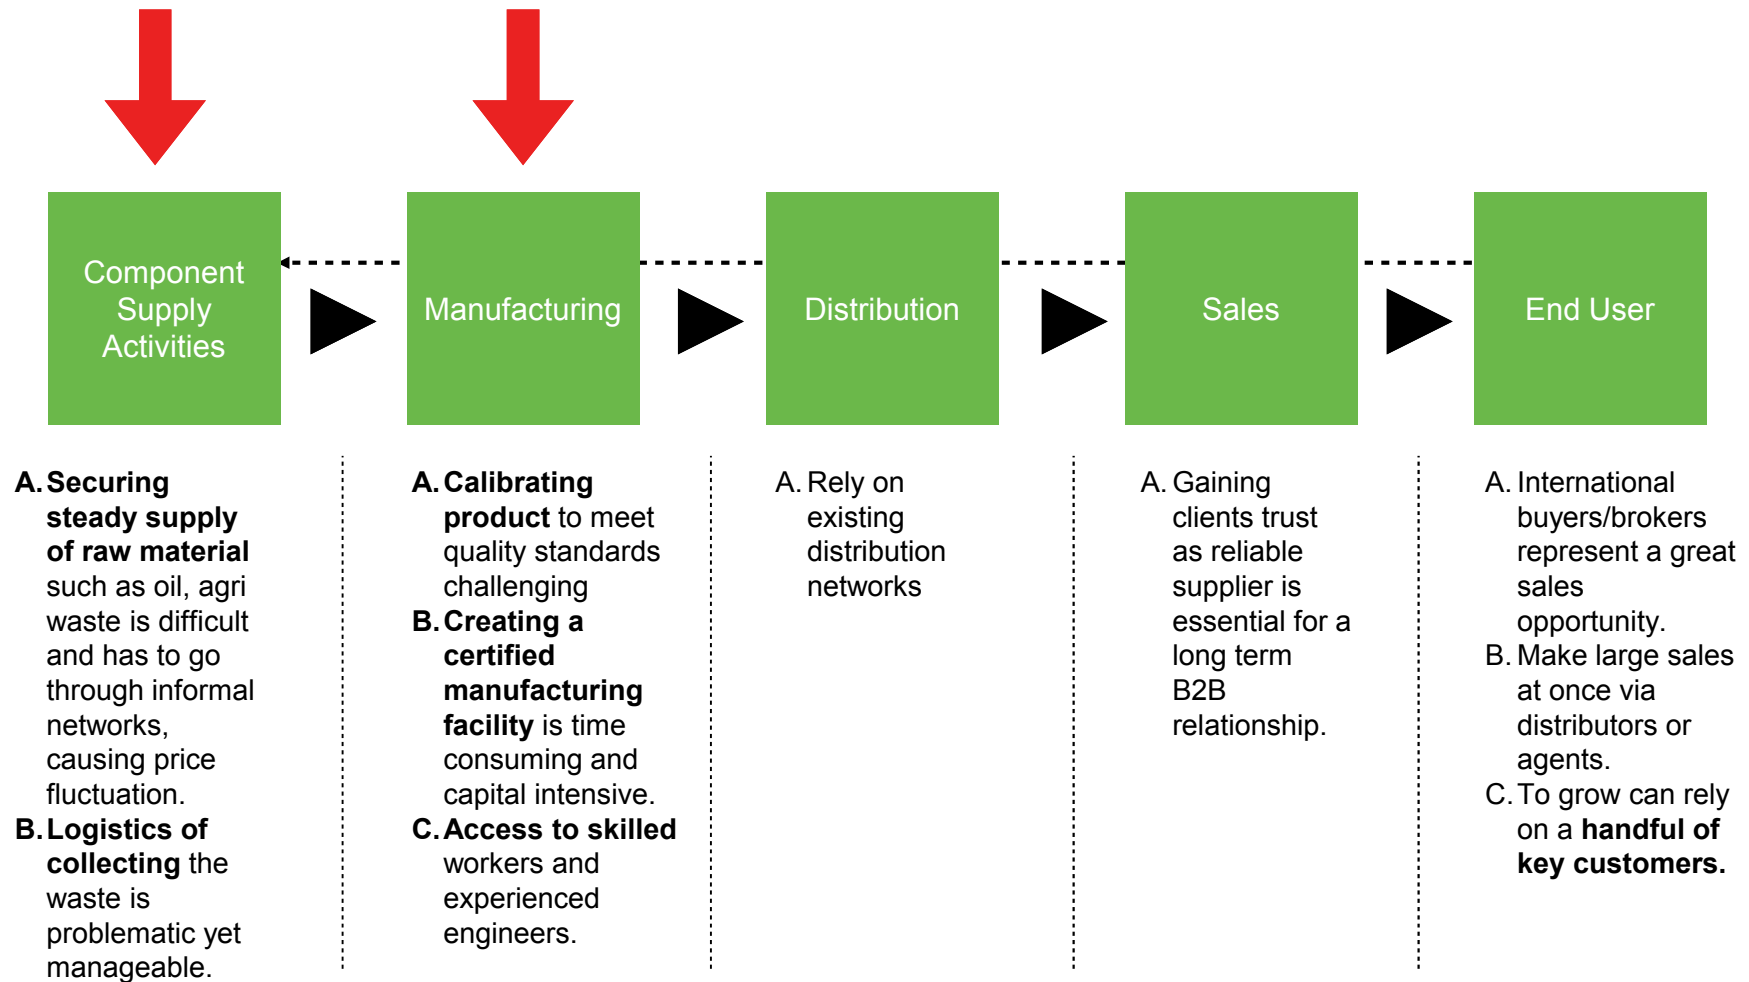 Component
Supply
Activities
Manufacturing
Distribution
Sales
End User
A. Securing
steady supply
of raw material
such as oil, agri
waste is difficult
and has to go
through informal
networks,
causing price
fluctuation.
B. Logistics of
collecting the
waste is
problematic yet
manageable.
A. Calibrating
product to meet
quality standards
challenging
B. Creating a
certified
manufacturing
facility is time
consuming and
capital intensive.
C. Access to skilled
workers and
experienced
engineers.
A. Rely on
existing
distribution
networks
A. Gaining
clients trust
as reliable
supplier is
essential for a
long term
B2B
relationship.
A. International
buyers/brokers
represent a great
sales
opportunity.
B. Make large sales
at once via
distributors or
agents.
C. To grow can rely
on a handful of
key customers.